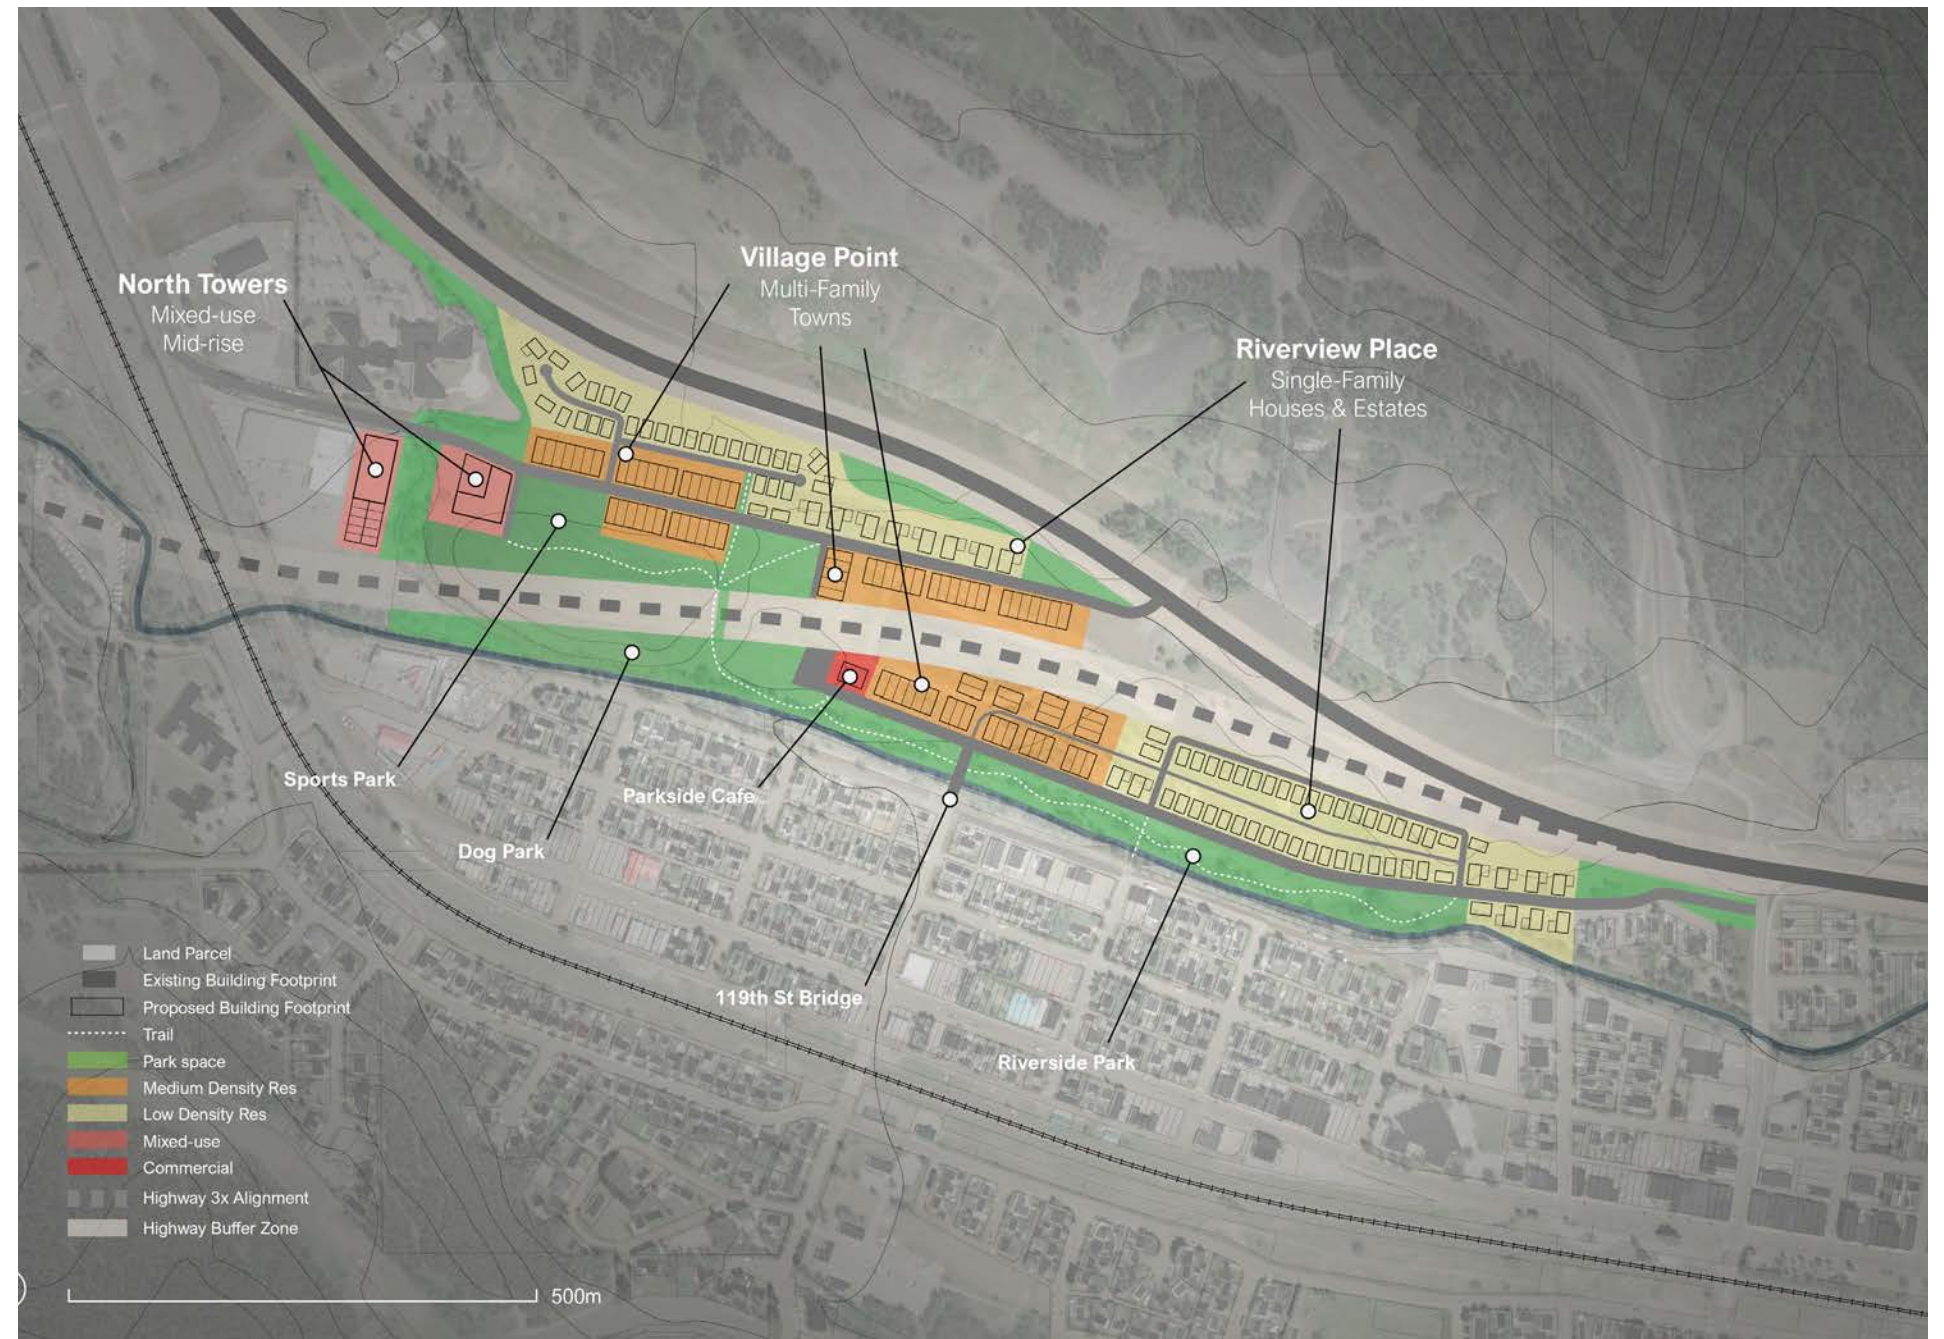 Village Point
Multi-Family
Towns
North Towers
Mixed-use
Mid-rise
Riverview Place
Single-Family
Houses & Estates
Sports Park
Parkside Cafe
Dog Park
119th St Bridge
Riverside Park
Land Parcel
Existing Building Footprint
Proposed Building Footprint
Trail
Park space
Medium Density Res
Low Density Res
Mixed-use
Commercial
Highway 3x Alignment
Highway Buffer Zone
500m